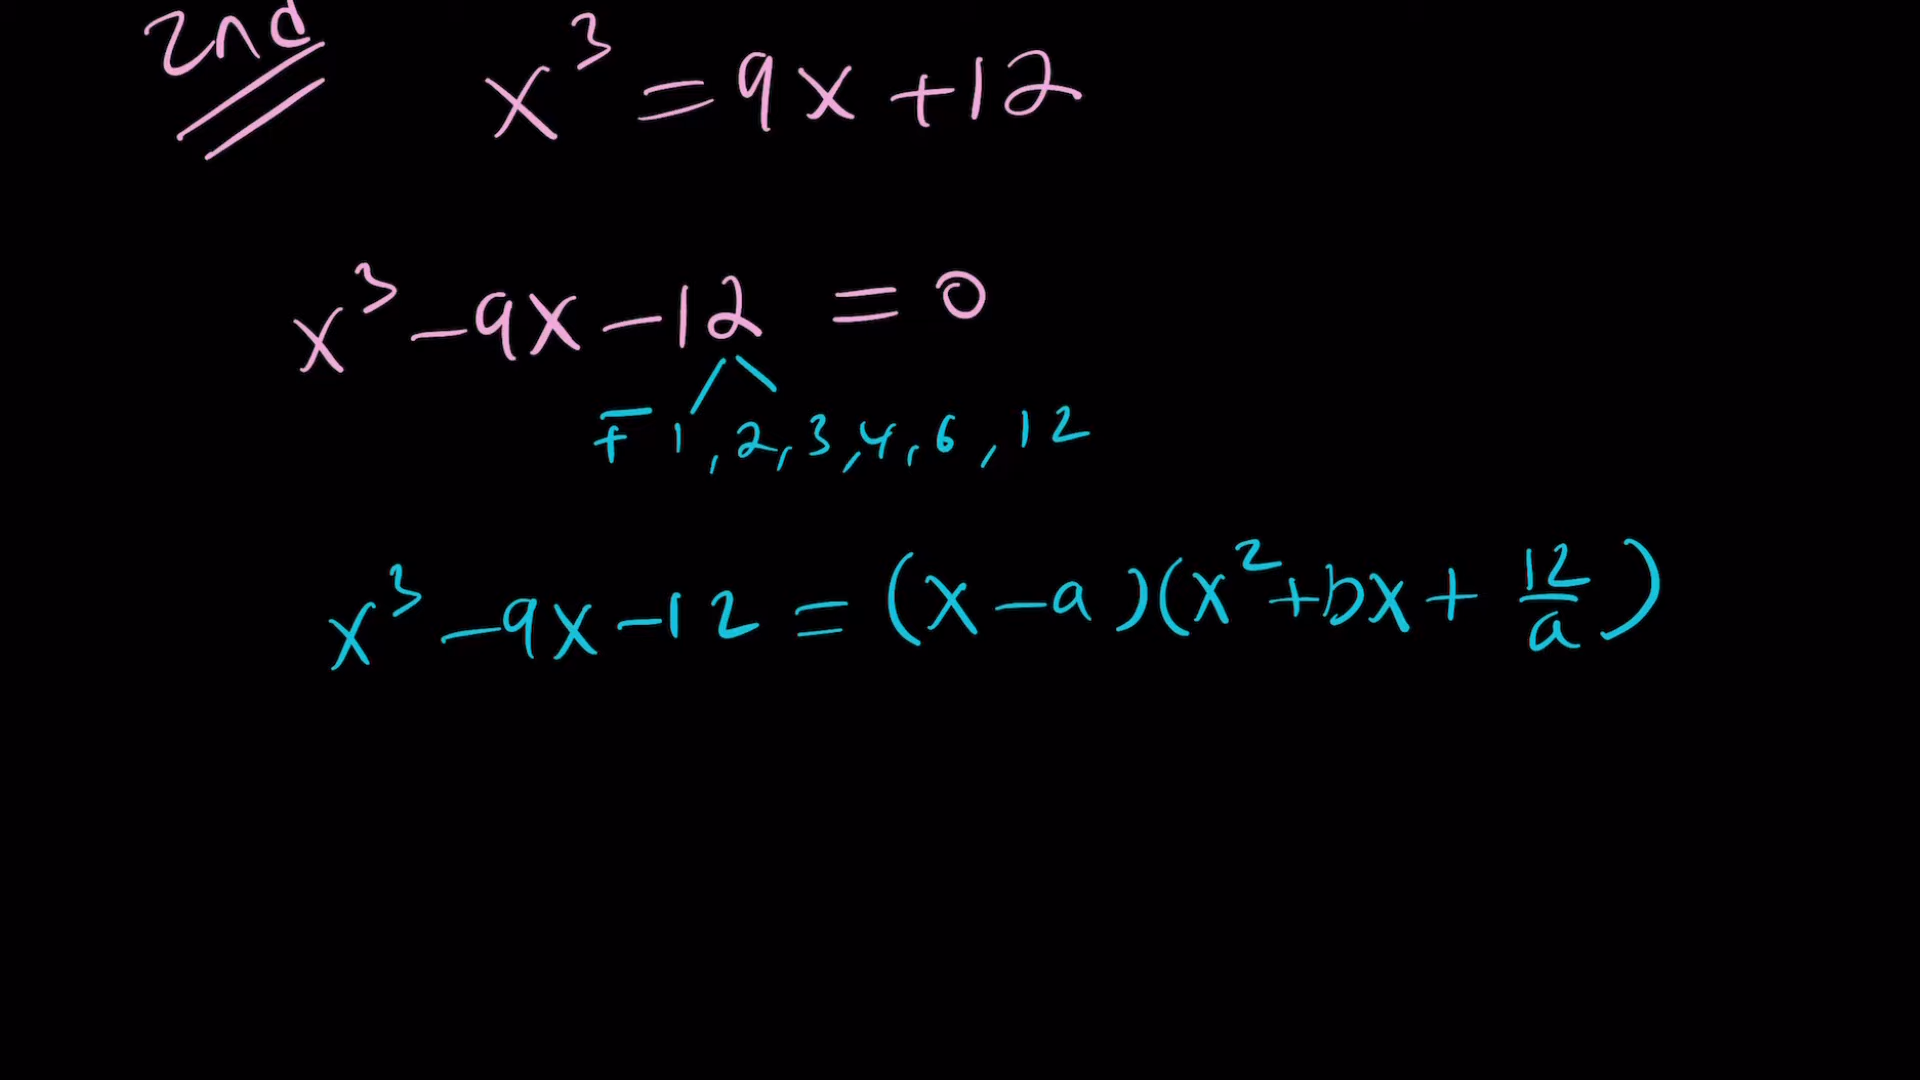 2nd
x³ = 9x + 12
x³ - 9x - 12 = 0
∓ 1, 2, 3, 4, 6, 12
x³ - 9x - 12 = (x - a)(x² + bx + 12/a)